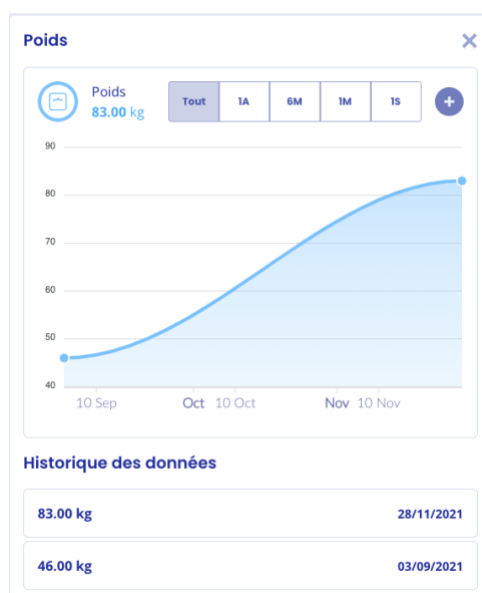 Poids
Poids
83.00 kg
Tout 1A 6M 1M 1S
90
80
70
60
50
40
10 Sep Oct 10 Oct Nov 10 Nov
Historique des données
83.00 kg 28/11/2021
46.00 kg 03/09/2021